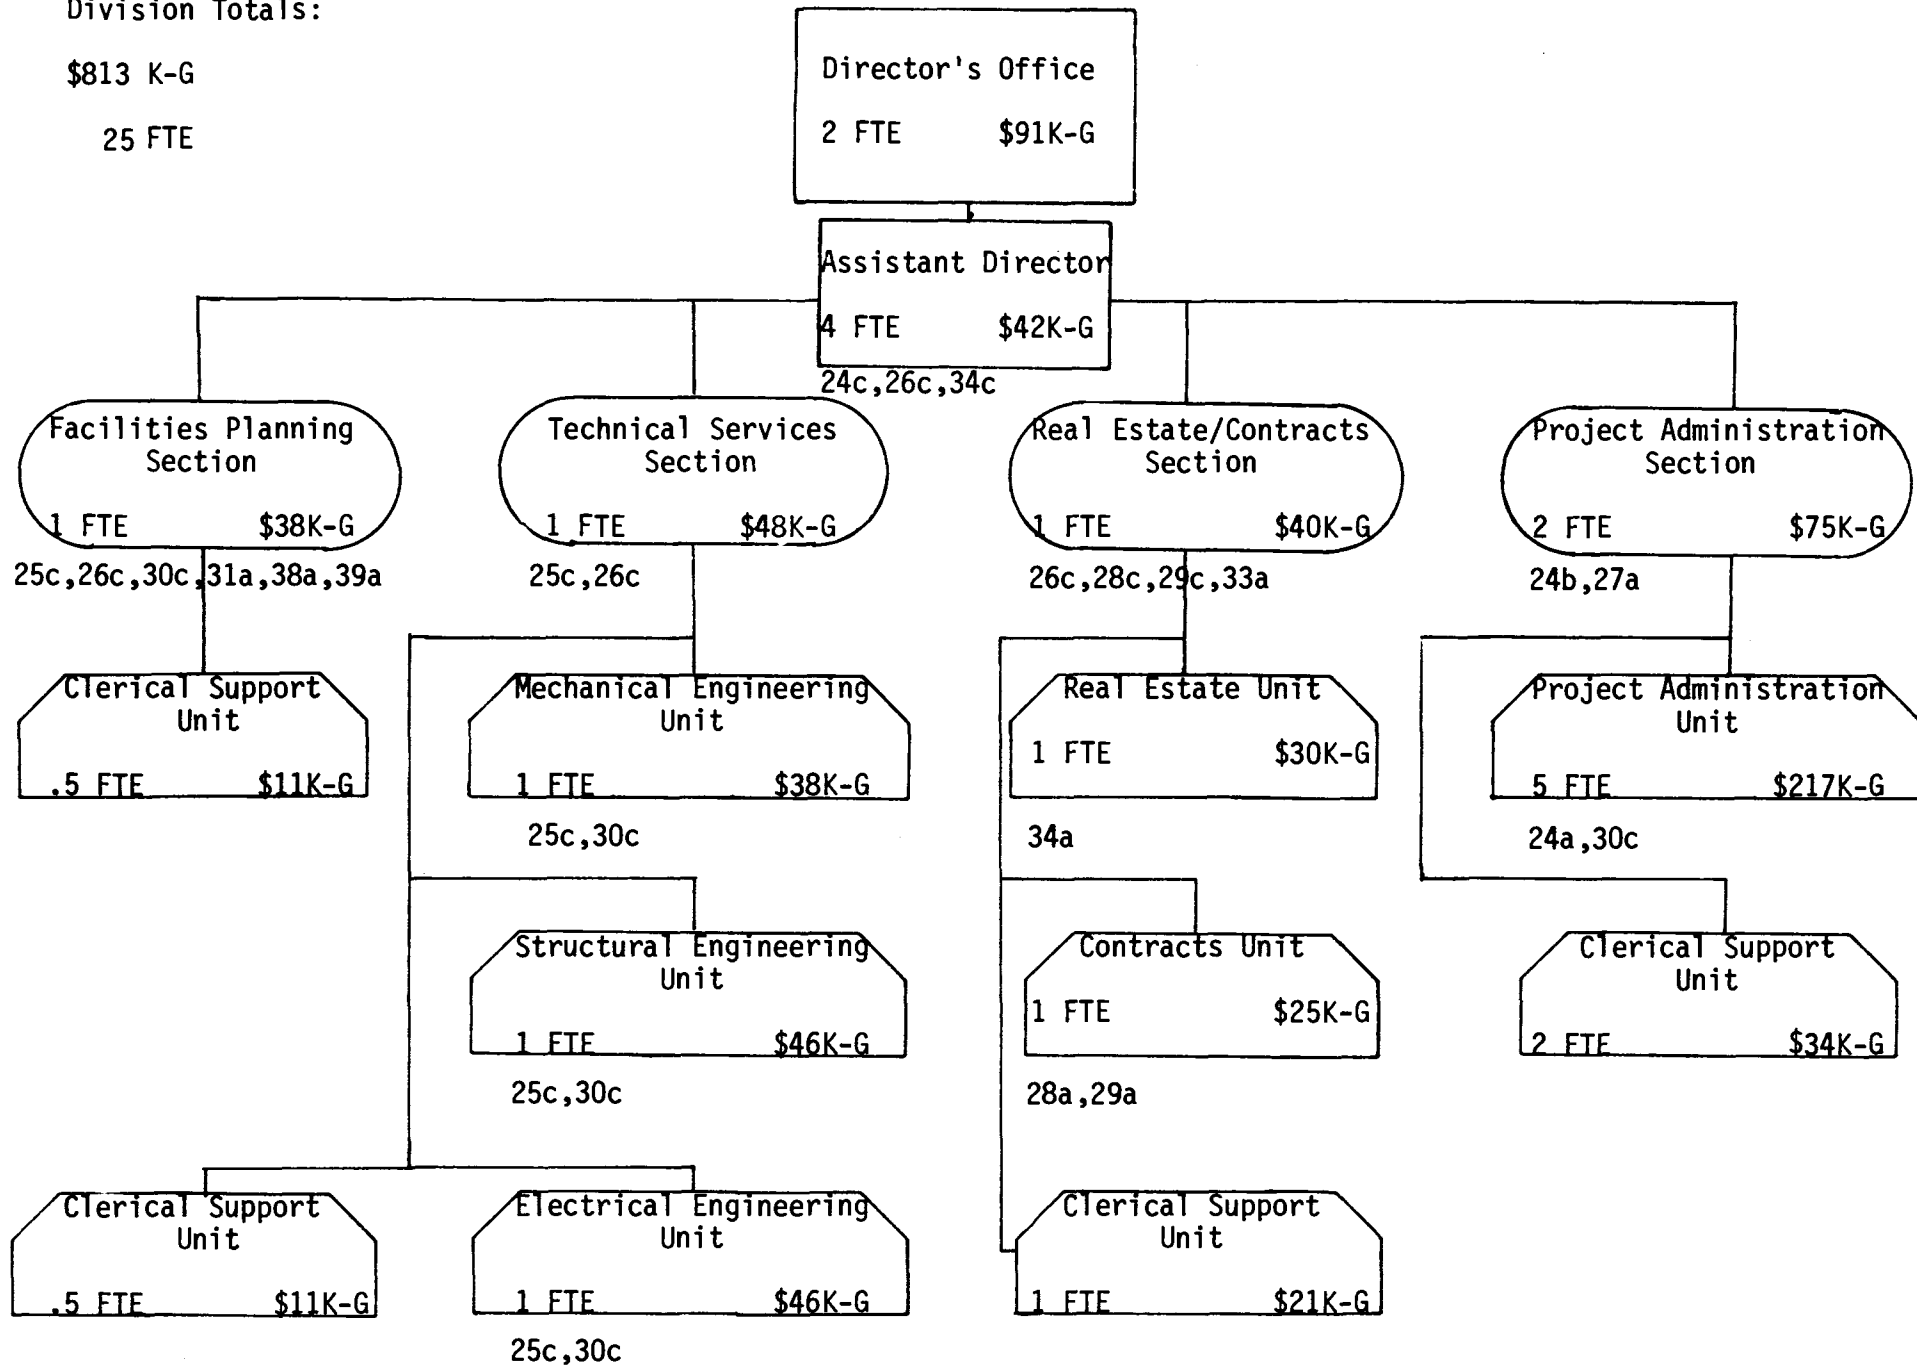 Division Totals:
$813 K-G
25 FTE
Director's Office
2 FTE $91K-G
Assistant Director
4 FTE $42K-G
24c,26c,34c
Facilities Planning
Section
1 FTE $38K-G
25c,26c,30c,31a,38a,39a
Technical Services
Section
1 FTE $48K-G
25c,26c
Real Estate/Contracts
Section
1 FTE $40K-G
26c,28c,29c,33a
Project Administration
Section
2 FTE $75K-G
24b,27a
Clerical Support
Unit
.5 FTE $11K-G
Mechanical Engineering
Unit
1 FTE $38K-G
25c,30c
Real Estate Unit
1 FTE $30K-G
34a
Project Administration
Unit
5 FTE $217K-G
24a,30c
Structural Engineering
Unit
1 FTE $46K-G
25c,30c
Contracts Unit
1 FTE $25K-G
28a,29a
Clerical Support
Unit
2 FTE $34K-G
Clerical Support
Unit
.5 FTE $11K-G
Electrical Engineering
Unit
1 FTE $46K-G
25c,30c
Clerical Support
Unit
1 FTE $21K-G